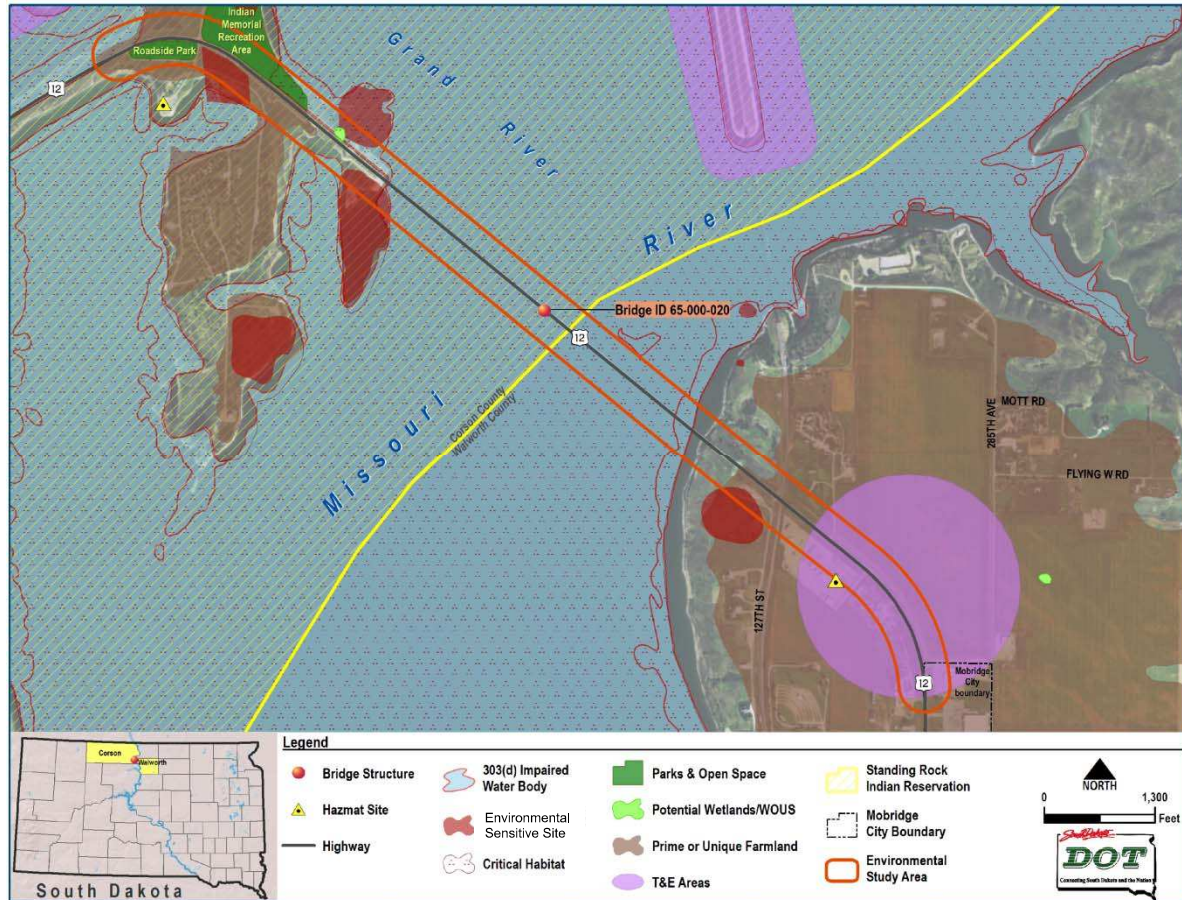 Indian
Memorial
Recreation
Area
Roadside Park
12
Grand
River
Missouri
River
Bridge ID 65-000-020
12
Corson County
Walworth County
MOTT RD
285TH AVE
FLYING W RD
127TH ST
Mobridge
City
boundary
12
Corson
Walworth
South Dakota
Legend
Bridge Structure
Hazmat Site
Highway
303(d) Impaired
Water Body
Environmental
Sensitive Site
Critical Habitat
Parks & Open Space
Potential Wetlands/WOUS
Prime or Unique Farmland
T&E Areas
Standing Rock
Indian Reservation
Mobridge
City Boundary
Environmental
Study Area
NORTH
0 1,300
Feet
South Dakota
DOT
Connecting South Dakota and the Nation